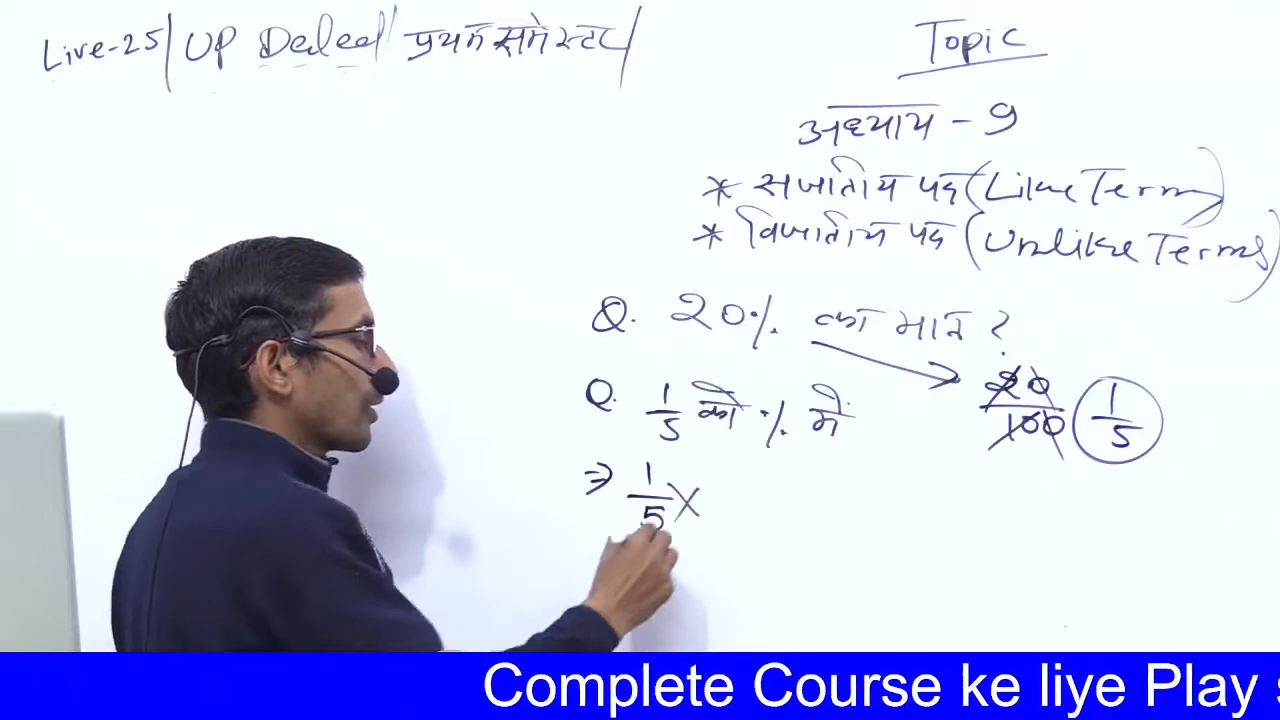 Live-25/ UP Deled/ प्रथम सेमेस्टर/
Topic
अध्याय - 9
* सजातीय पद (Like Terms)
* विजातीय पद (Unlike Terms)
Q. 20% का मान ?
20/100 1/5
Q. 1/5 को % में
⇒ 1/5 ×
Complete Course ke liye Play